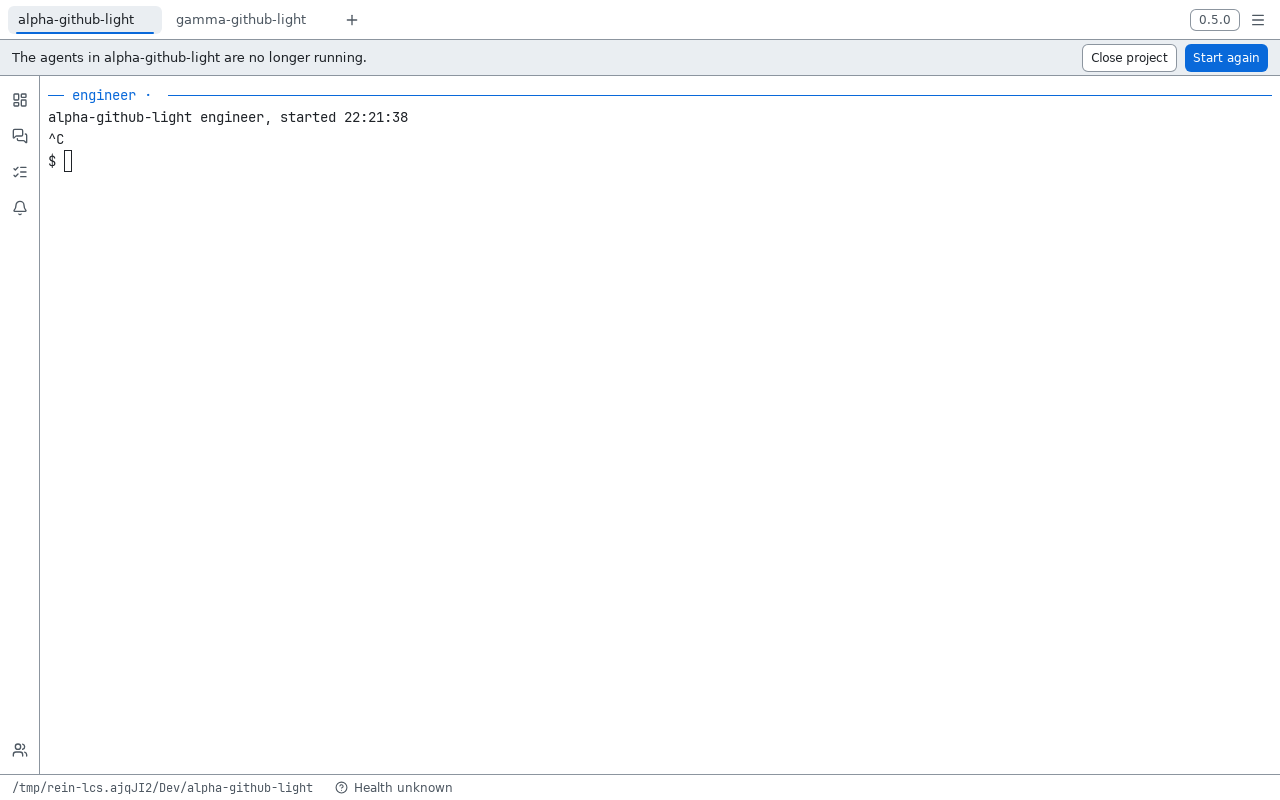 alpha-github-light gamma-github-light + 0.5.0
The agents in alpha-github-light are no longer running. Close project Start again
engineer ·
alpha-github-light engineer, started 22:21:38
^C
$
/tmp/rein-lcs.ajqJI2/Dev/alpha-github-light Health unknown